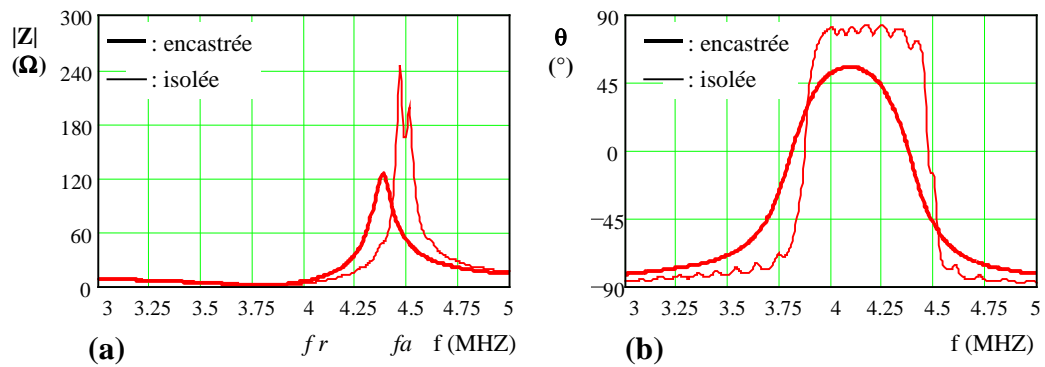 300
|Z|
(Ω)
240
180
120
60
0
: encastrée
: isolée
3 3.25 3.5 3.75 4 4.25 4.5 4.75 5
(a) fr fa f (MHZ)
90
θ
(°)
45
0
−45
−90
: encastrée
: isolée
3 3.25 3.5 3.75 4 4.25 4.5 4.75 5
(b) f (MHZ)